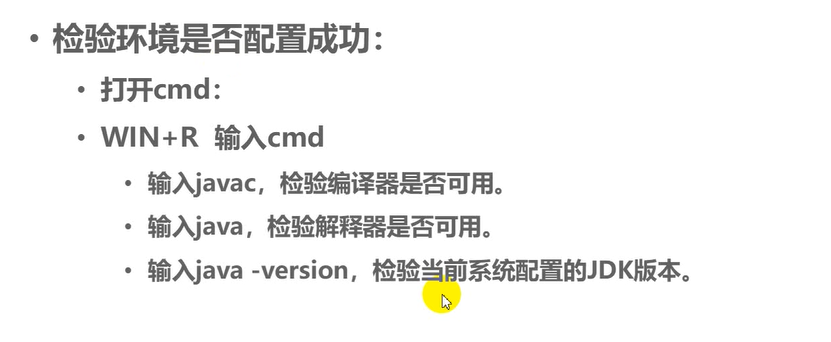 • 检验环境是否配置成功：
• 打开cmd：
• WIN+R 输入cmd
• 输入javac，检验编译器是否可用。
• 输入java，检验解释器是否可用。
• 输入java -version，检验当前系统配置的JDK版本。